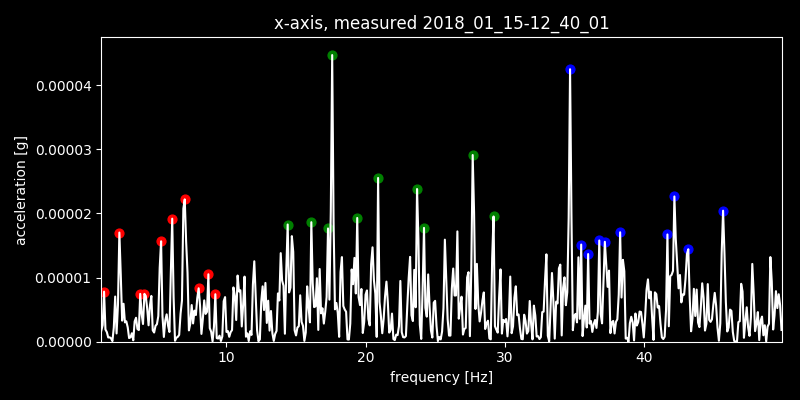 x-axis, measured 2018_01_15-12_40_01
acceleration [g]
0.00004
0.00003
0.00002
0.00001
0.00000
10 20 30 40
frequency [Hz]